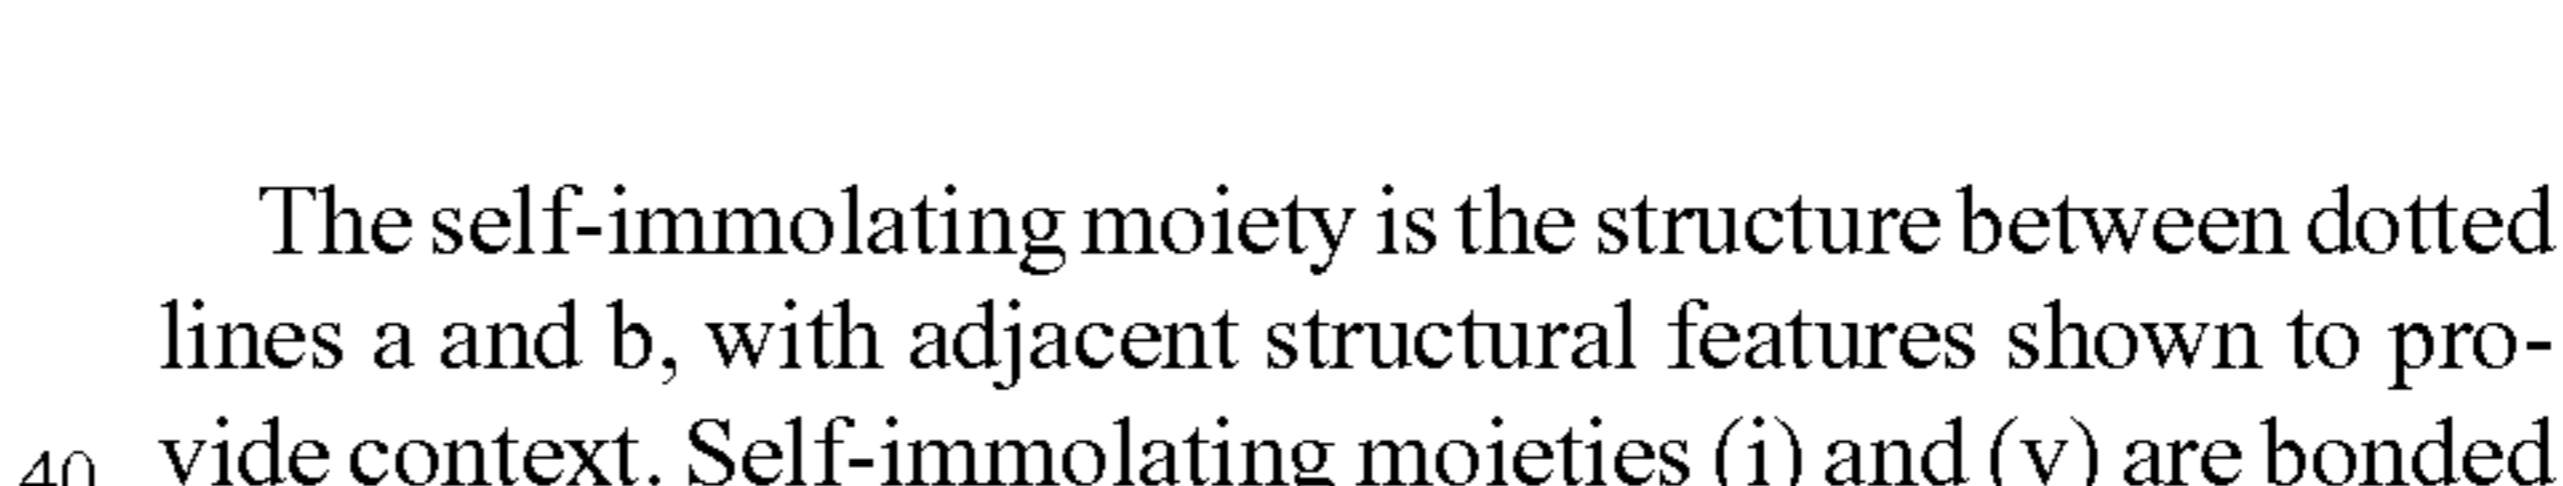 The self-immolating moiety is the structure between dotted
lines a and b, with adjacent structural features shown to pro-
40 vide context. Self-immolating moieties (i) and (v) are bonded